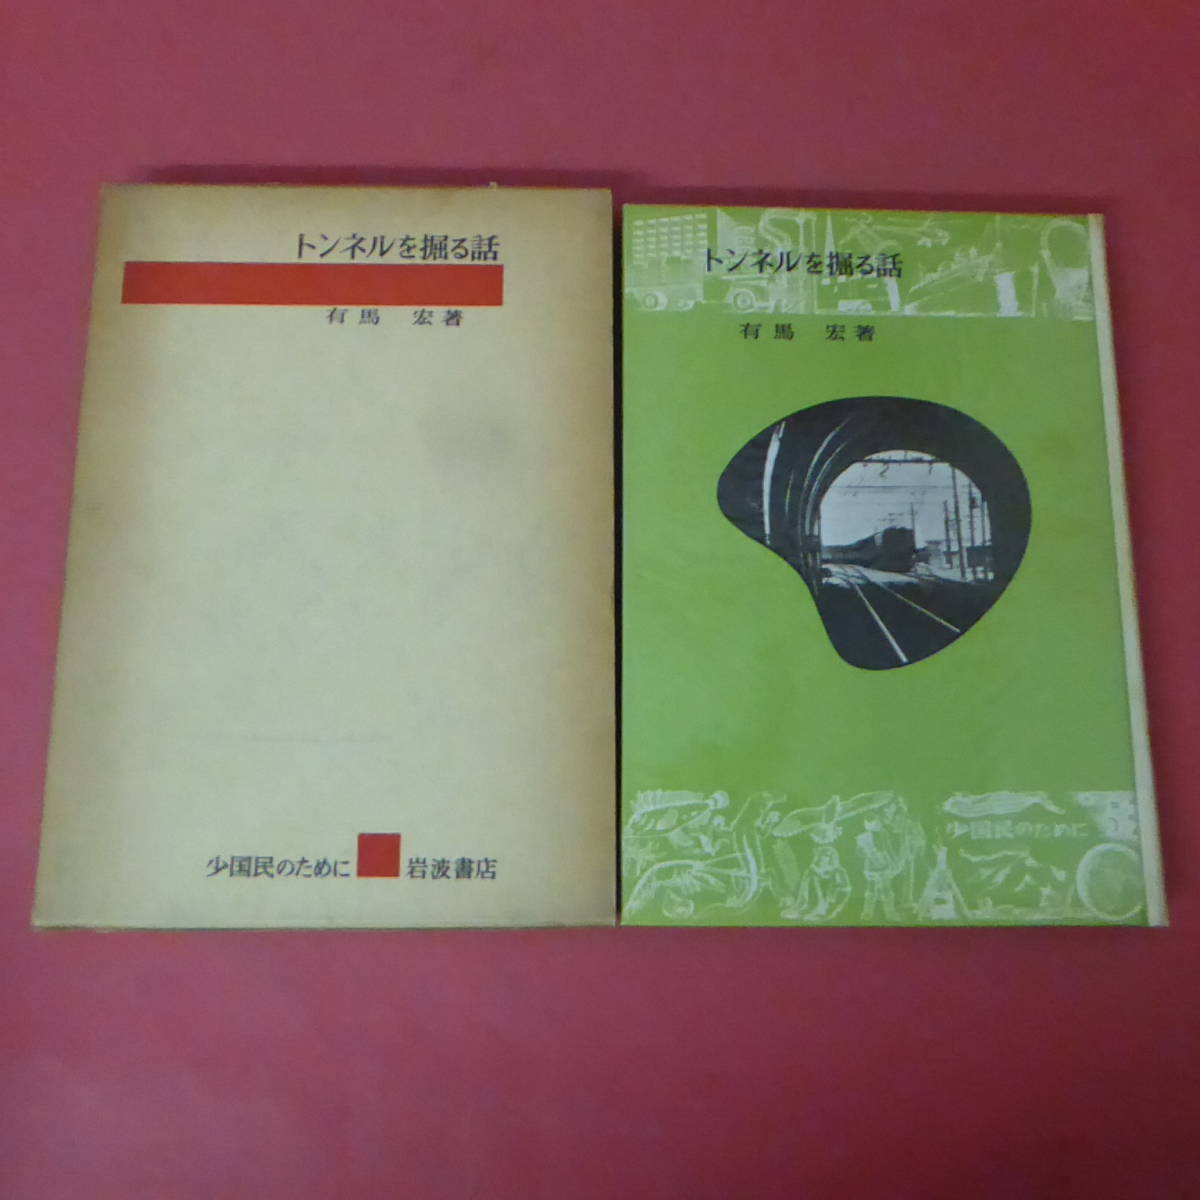 トンネルを掘る話
有馬 宏著
少国民のために 岩波書店
トンネルを掘る話
有馬 宏著
少国民のために